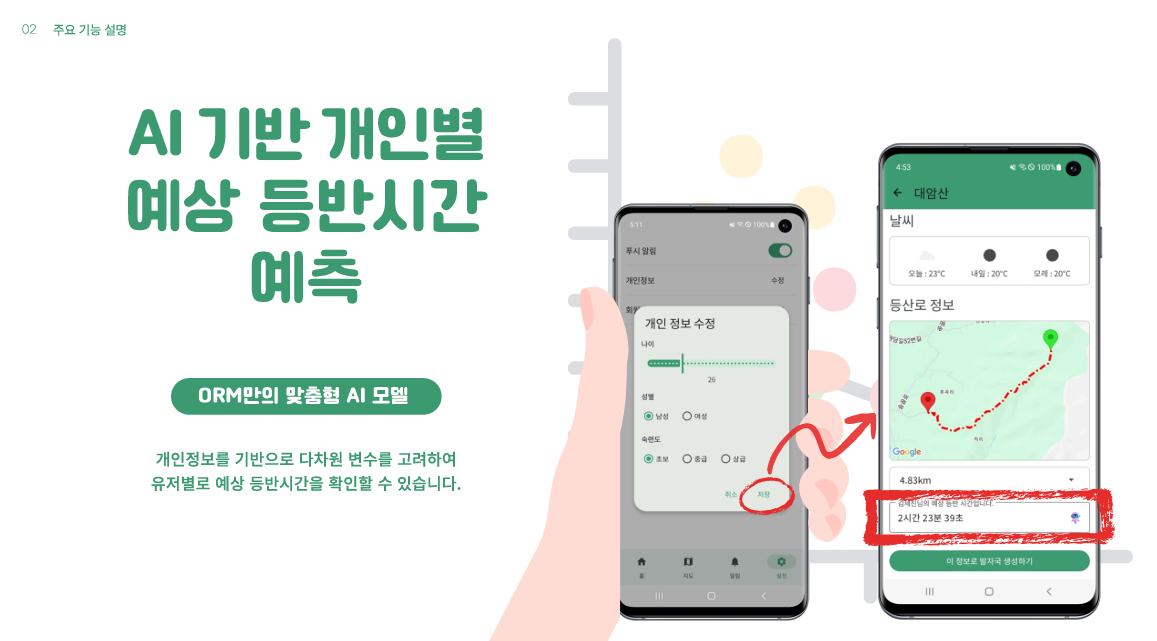 02 주요 기능 설명
AI 기반 개인별
예상 등반시간
예측
ORM만의 맞춤형 AI 모델
개인정보를 기반으로 다차원 변수를 고려하여
유저별로 예상 등반시간을 확인할 수 있습니다.
5:11 100%
푸시 알림
개인정보 수정
회원
개인 정보 수정
나이
26
성별
남성 여성
숙련도
초보 중급 상급
취소 저장
홈 지도 알림 설정
4:53 100%
대암산
날씨
오늘 : 23°C 내일 : 20°C 모레 : 20°C
등산로 정보
Google
4.83km
김세진님의 예상 등반 시간입니다.
2시간 23분 39초
이 정보로 발자국 생성하기